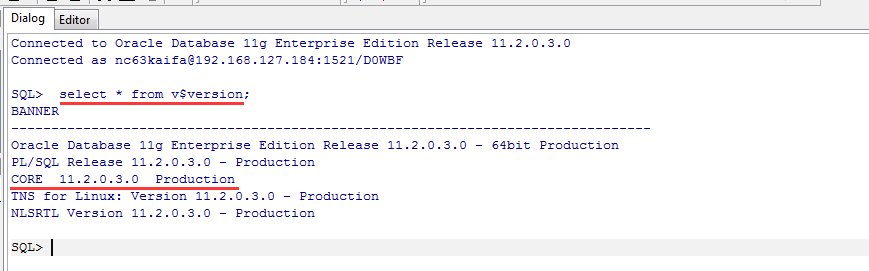 Dialog Editor
Connected to Oracle Database 11g Enterprise Edition Release 11.2.0.3.0
Connected as nc63kaifa@192.168.127.184:1521/D0WBF
SQL> select * from v$version;
BANNER
--------------------------------------------------------------------------------
Oracle Database 11g Enterprise Edition Release 11.2.0.3.0 - 64bit Production
PL/SQL Release 11.2.0.3.0 - Production
CORE 11.2.0.3.0 Production
TNS for Linux: Version 11.2.0.3.0 - Production
NLSRTL Version 11.2.0.3.0 - Production
SQL>